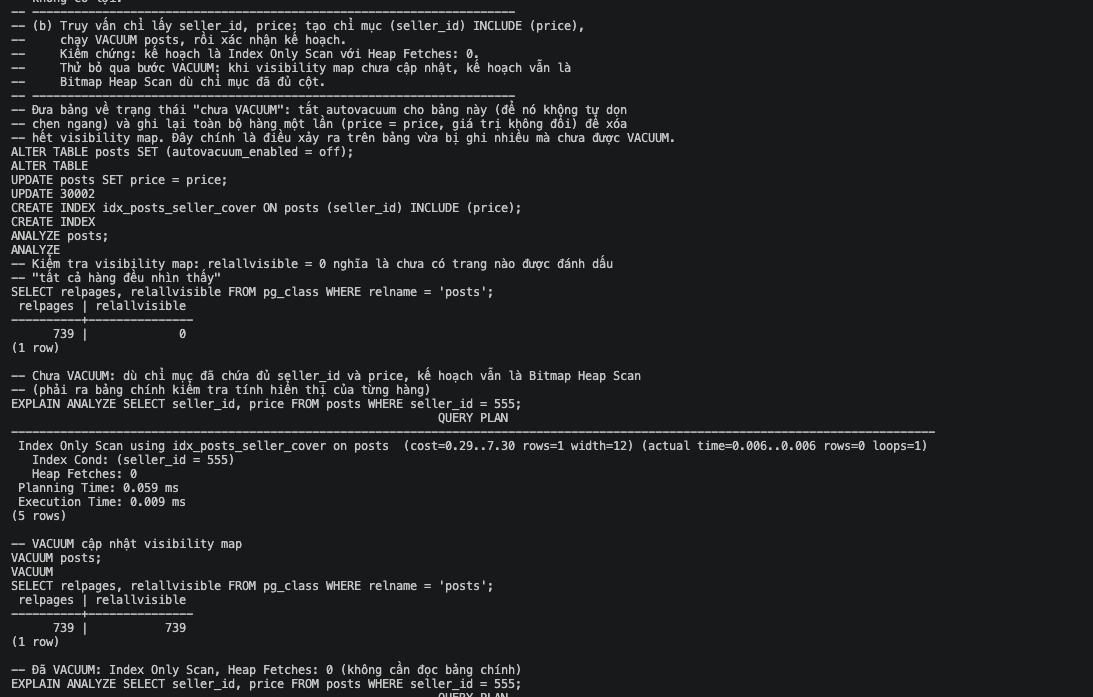 -- ----------------------------------------------------------------------
-- (b) Truy vấn chỉ lấy seller_id, price: tạo chỉ mục (seller_id) INCLUDE (price),
--     chạy VACUUM posts, rồi xác nhận kế hoạch.
--     Kiểm chứng: kế hoạch là Index Only Scan với Heap Fetches: 0.
--     Thử bỏ qua bước VACUUM: khi visibility map chưa cập nhật, kế hoạch vẫn là
--     Bitmap Heap Scan dù chỉ mục đã đủ cột.
-- ----------------------------------------------------------------------
-- Đưa bảng về trạng thái "chưa VACUUM": tắt autovacuum cho bảng này (để nó không tự dọn
-- chen ngang) và ghi lại toàn bộ hàng một lần (price = price, giá trị không đổi) để xóa
-- hết visibility map. Đây chính là điều xảy ra trên bảng vừa bị ghi nhiều mà chưa được VACUUM.
ALTER TABLE posts SET (autovacuum_enabled = off);
ALTER TABLE
UPDATE posts SET price = price;
UPDATE 30002
CREATE INDEX idx_posts_seller_cover ON posts (seller_id) INCLUDE (price);
CREATE INDEX
ANALYZE posts;
ANALYZE
-- Kiểm tra visibility map: relallvisible = 0 nghĩa là chưa có trang nào được đánh dấu
-- "tất cả hàng đều nhìn thấy"
SELECT relpages, relallvisible FROM pg_class WHERE relname = 'posts';
 relpages | relallvisible
----------+---------------
      739 |             0
(1 row)

-- Chưa VACUUM: dù chỉ mục đã chứa đủ seller_id và price, kế hoạch vẫn là Bitmap Heap Scan
-- (phải ra bảng chính kiểm tra tính hiển thị của từng hàng)
EXPLAIN ANALYZE SELECT seller_id, price FROM posts WHERE seller_id = 555;
                                                             QUERY PLAN
-------------------------------------------------------------------------------------------------------------------------------------
 Index Only Scan using idx_posts_seller_cover on posts  (cost=0.29..7.30 rows=1 width=12) (actual time=0.006..0.006 rows=0 loops=1)
   Index Cond: (seller_id = 555)
   Heap Fetches: 0
 Planning Time: 0.059 ms
 Execution Time: 0.009 ms
(5 rows)

-- VACUUM cập nhật visibility map
VACUUM posts;
VACUUM
SELECT relpages, relallvisible FROM pg_class WHERE relname = 'posts';
 relpages | relallvisible
----------+---------------
      739 |           739
(1 row)

-- Đã VACUUM: Index Only Scan, Heap Fetches: 0 (không cần đọc bảng chính)
EXPLAIN ANALYZE SELECT seller_id, price FROM posts WHERE seller_id = 555;
                                                             QUERY PLAN